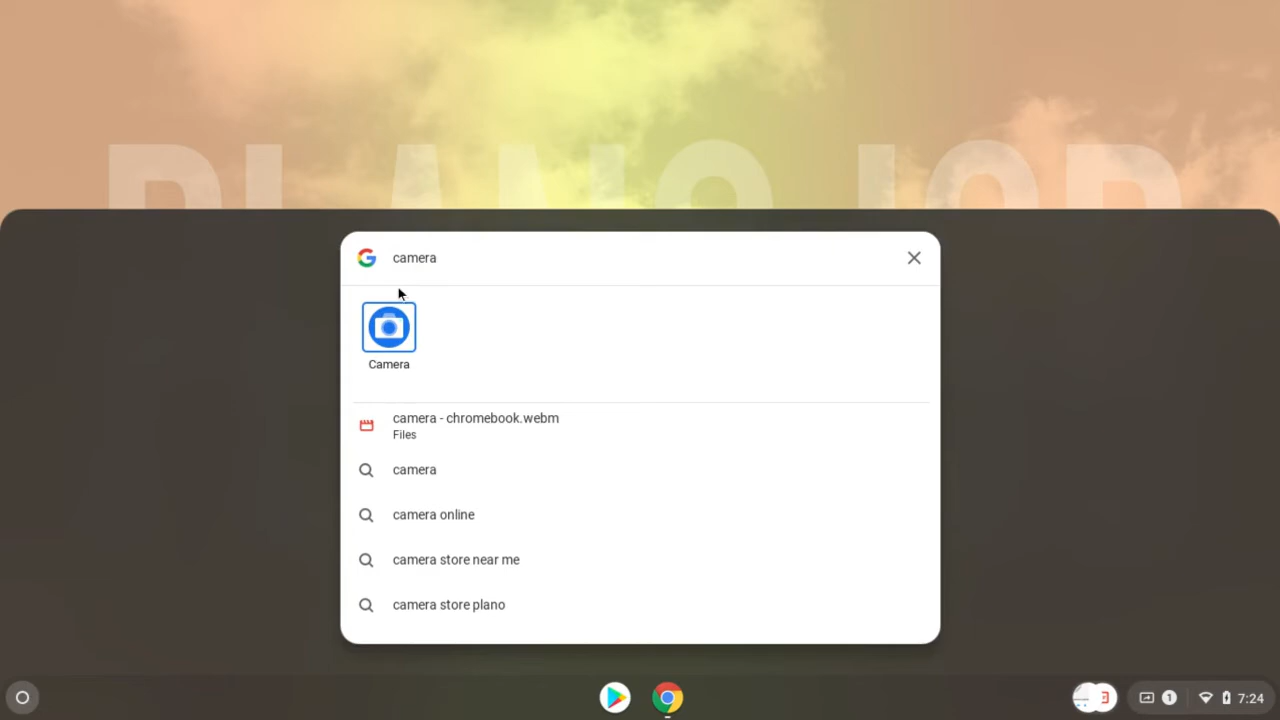 camera
Camera
camera - chromebook.webm
Files
camera
camera online
camera store near me
camera store plano
1
7:24